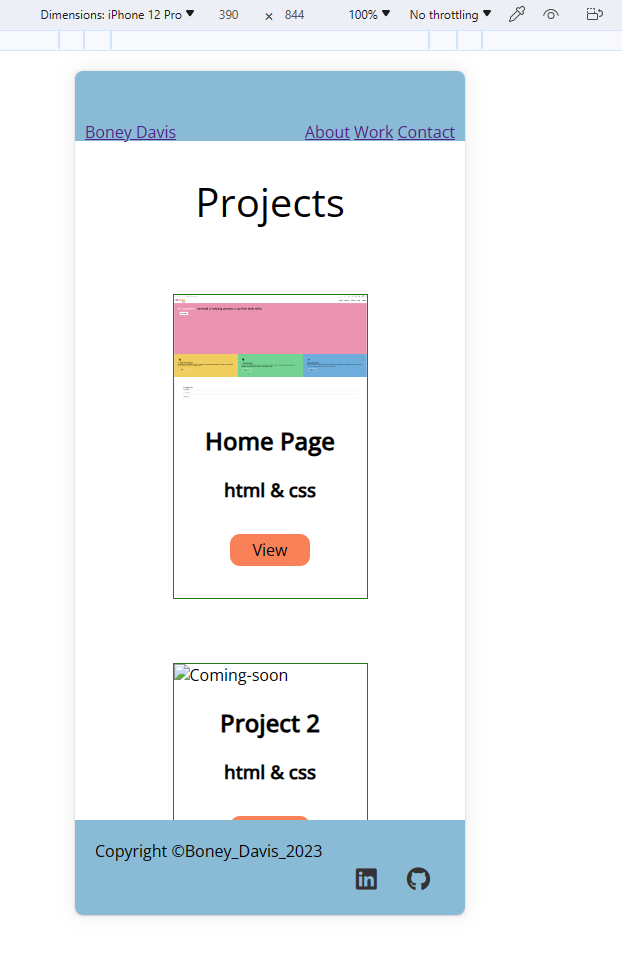 Dimensions: iPhone 12 Pro 390 × 844 100% No throttling
Boney Davis About Work Contact
Projects
Home Page
html & css
View
Coming-soon
Project 2
html & css
Copyright ©Boney_Davis_2023
in